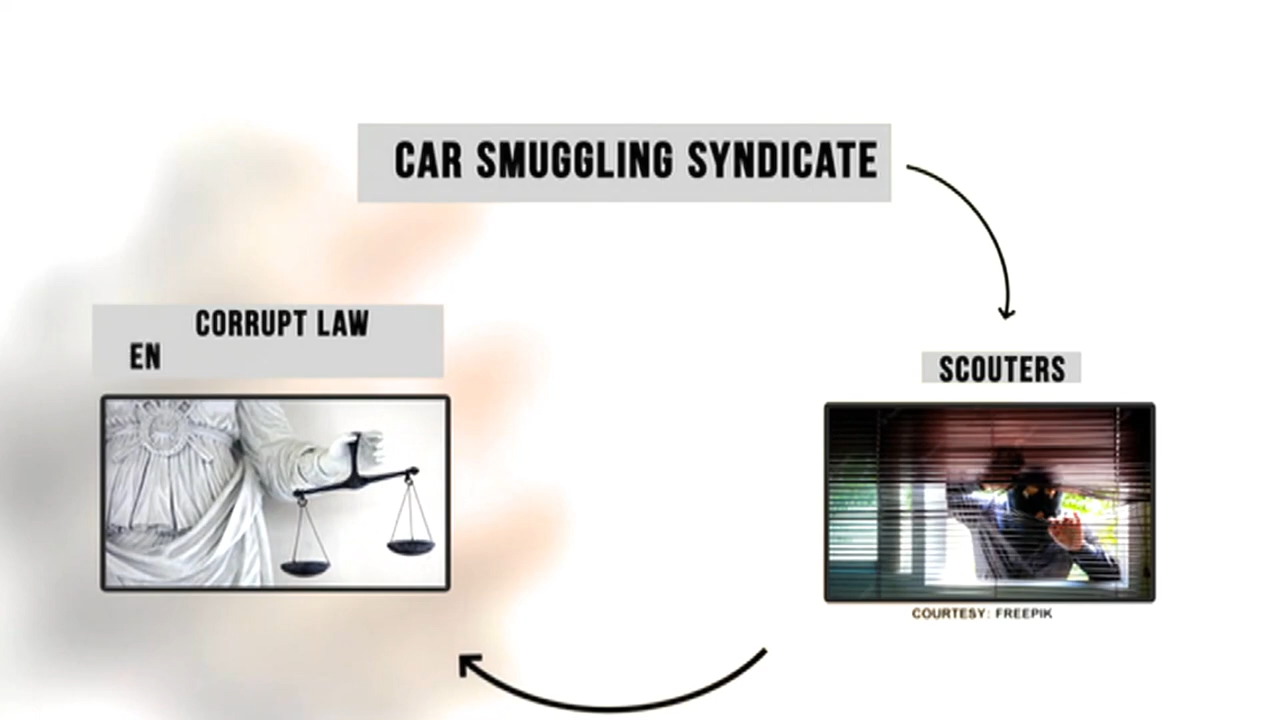 CAR SMUGGLING SYNDICATE
CORRUPT LAW
EN
SCOUTERS
COURTESY: FREEPIK